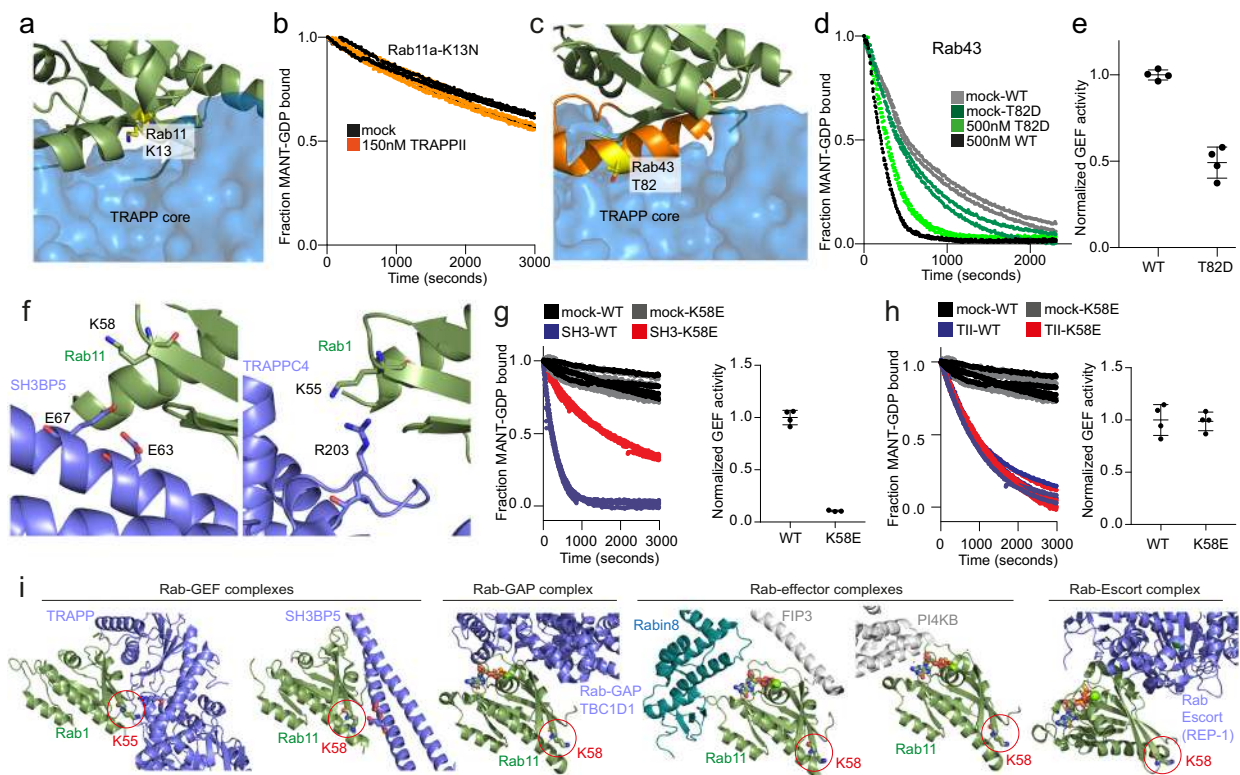 a
Rab11
K13
TRAPP core
b
Fraction MANT-GDP bound
1.0
0.5
0.0
Rab11a-K13N
mock
150nM TRAPPII
0
1000
2000
3000
Time (seconds)
c
Rab43
T82
TRAPP core
d
Fraction MANT-GDP bound
1.0
0.5
0.0
Rab43
mock-WT
mock-T82D
500nM T82D
500nM WT
0
500
1000
1500
2000
Time (seconds)
e
Normalized GEF activity
1.0
0.5
0.0
WT
T82D
f
K58
Rab11
SH3BP5
E67
E63
Rab1
TRAPPC4
K55
R203
g
mock-WT
mock-K58E
SH3-WT
SH3-K58E
Fraction MANT-GDP bound
1.0
0.5
0.0
0
1000
2000
3000
Time (seconds)
Normalized GEF activity
1.5
1.0
1.5
0.0
WT
K58E
h
mock-WT
mock-K58E
TII-WT
TII-K58E
Fraction MANT-GDP bound
1.0
0.5
0.0
0
1000
2000
3000
Time (seconds)
Normalized GEF activity
1.5
1.0
1.5
0.0
WT
K58E
i
Rab-GEF complexes
TRAPP
Rab1
K55
SH3BP5
Rab11
K58
Rab-GAP complex
Rab-GAP
TBC1D1
Rab11
K58
Rab-effector complexes
Rabin8
FIP3
Rab11
K58
PI4KB
Rab11
K58
Rab-Escort complex
Rab
Escort
(REP-1)
Rab11
K58